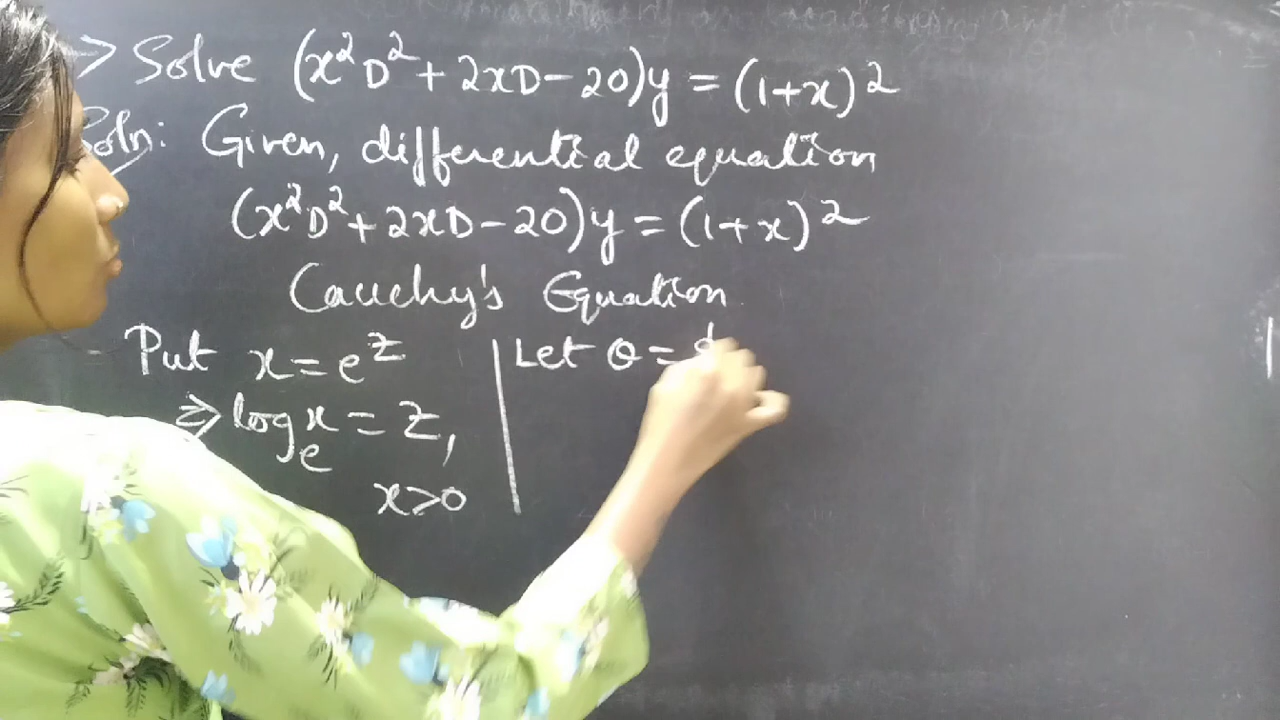 > Solve (x²D² + 2xD - 20)y = (1+x)²
Soln: Given, differential equation
(x²D² + 2xD - 20)y = (1+x)²
Cauchy's Equation
Put x = e^z
⇒ logₑx = z,
x>0
Let θ = d